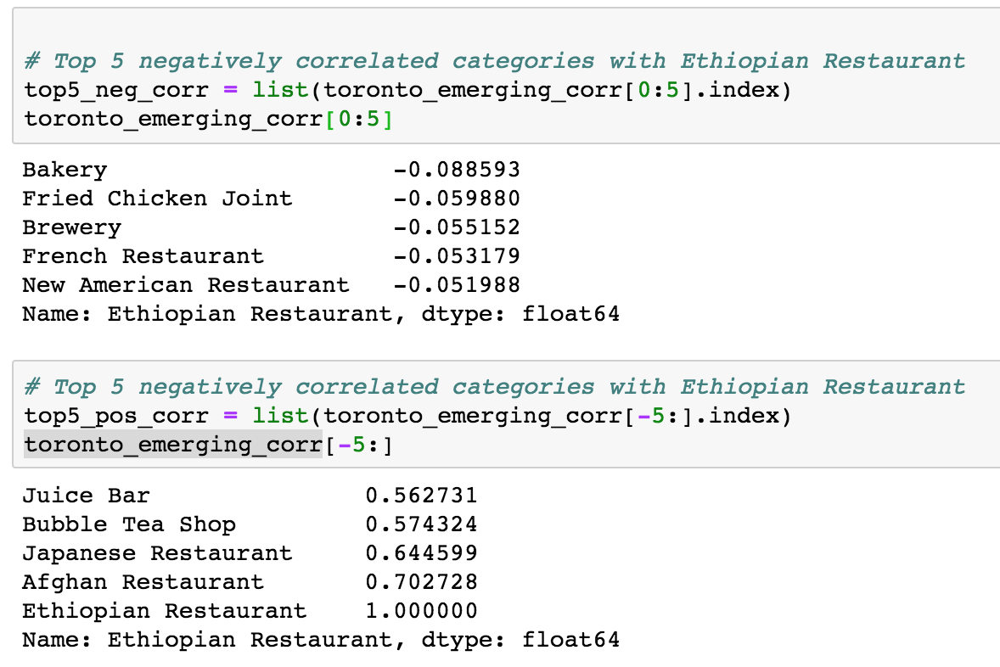 # Top 5 negatively correlated categories with Ethiopian Restaurant
top5_neg_corr = list(toronto_emerging_corr[0:5].index)
toronto_emerging_corr[0:5]
Bakery                    -0.088593
Fried Chicken Joint       -0.059880
Brewery                   -0.055152
French Restaurant         -0.053179
New American Restaurant   -0.051988
Name: Ethiopian Restaurant, dtype: float64
# Top 5 negatively correlated categories with Ethiopian Restaurant
top5_pos_corr = list(toronto_emerging_corr[-5:].index)
toronto_emerging_corr[-5:]
Juice Bar               0.562731
Bubble Tea Shop         0.574324
Japanese Restaurant     0.644599
Afghan Restaurant       0.702728
Ethiopian Restaurant    1.000000
Name: Ethiopian Restaurant, dtype: float64